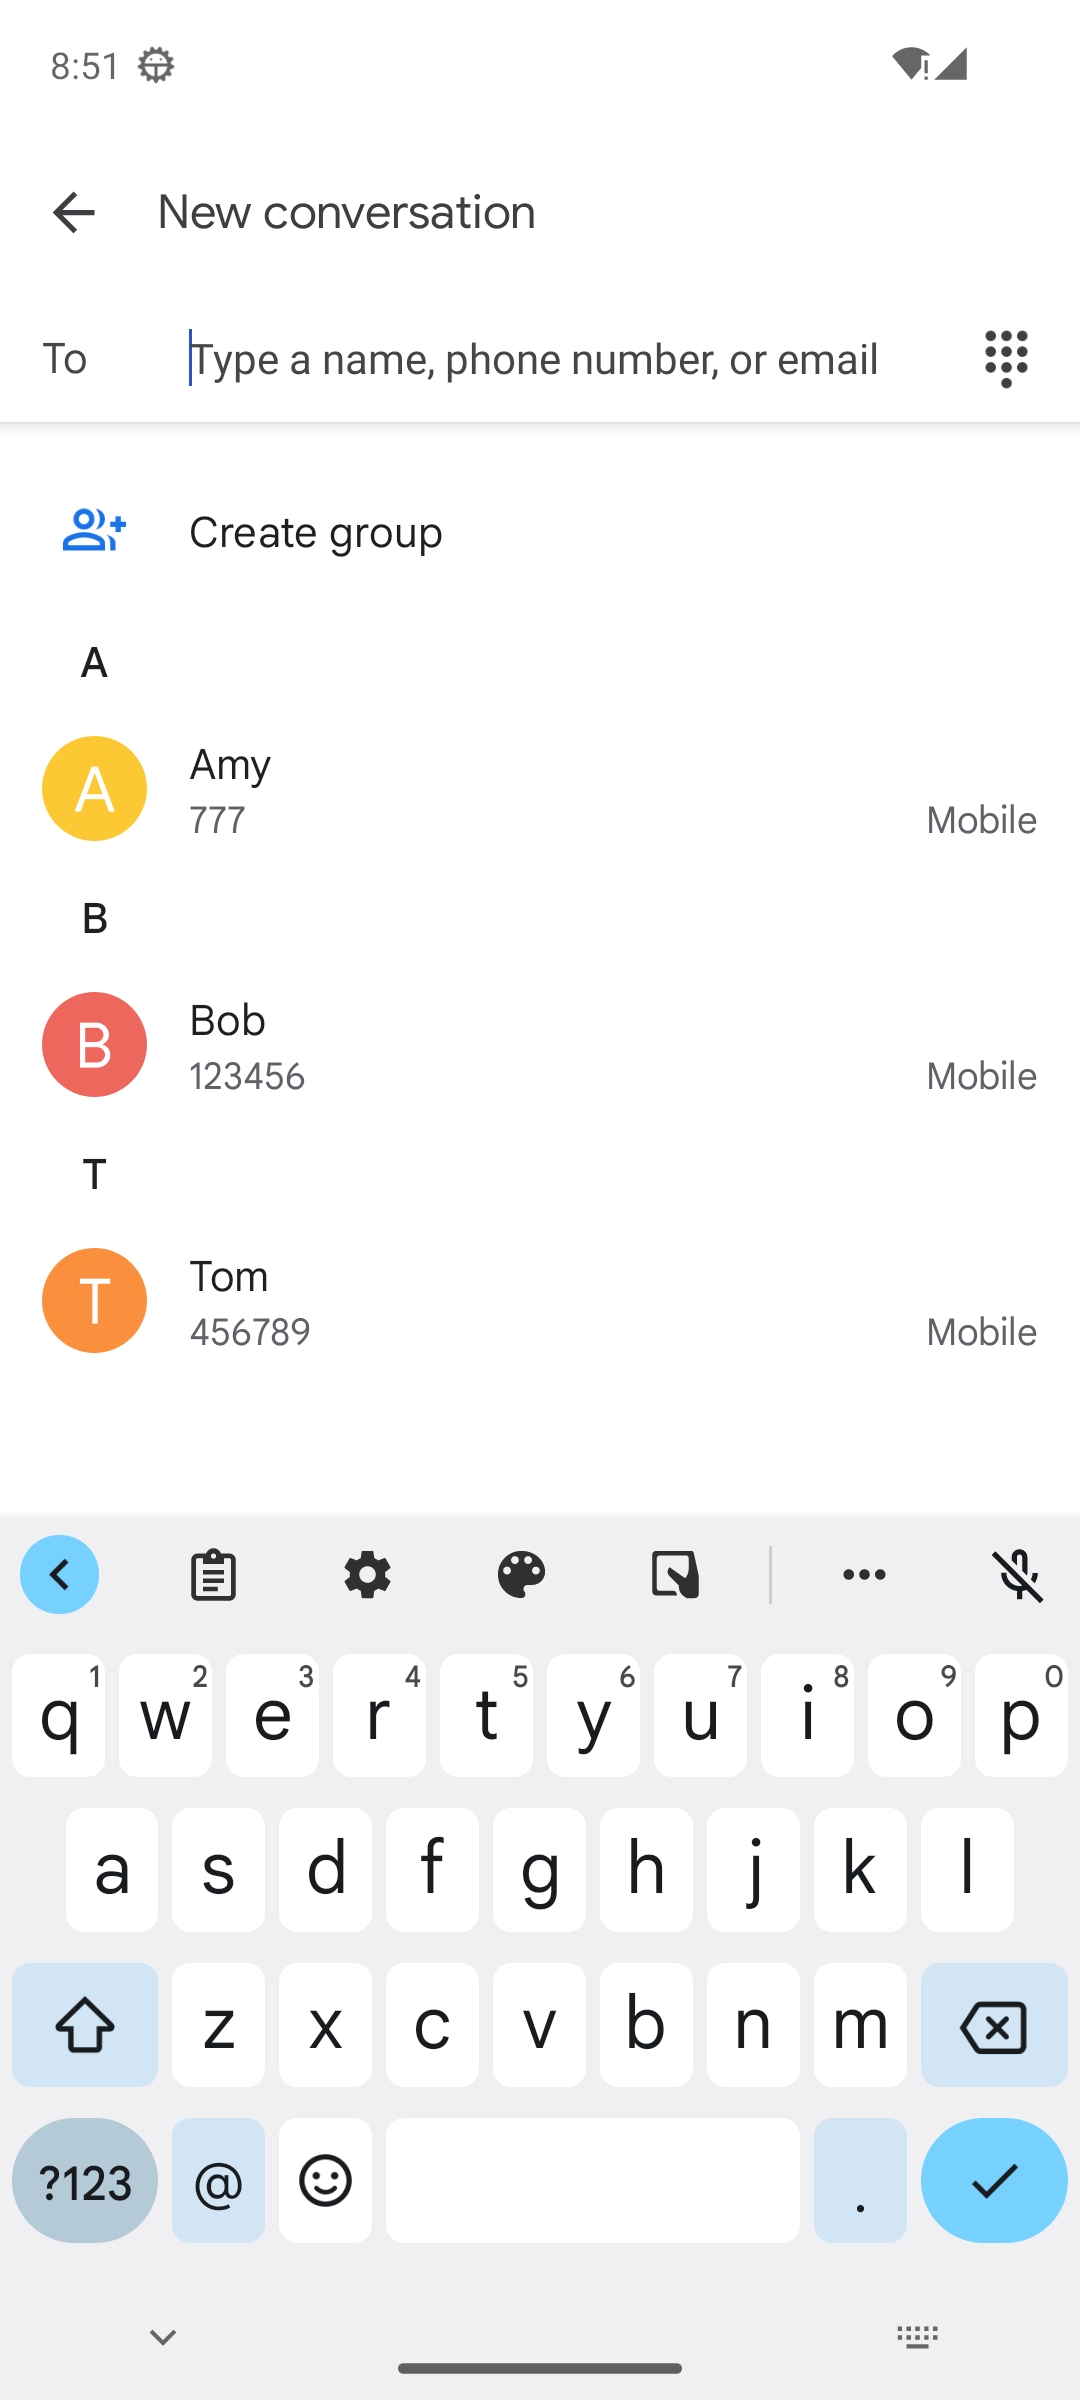 8:51
New conversation
To Type a name, phone number, or email
Create group
A
A Amy
777 Mobile
B
B Bob
123456 Mobile
T
T Tom
456789 Mobile
q1 w2 e3 r4 t5 y6 u7 i8 o9 p0
a s d f g h j k l
z x c v b n m
?123 @ .